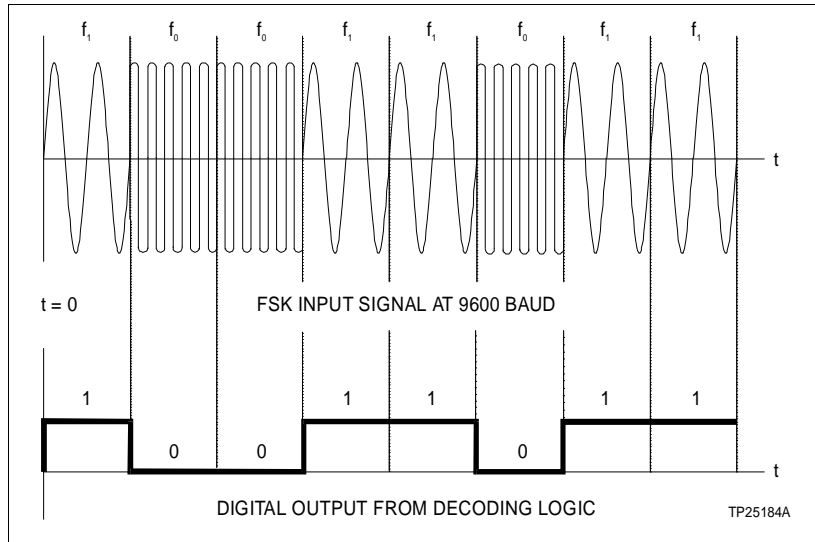 f₁ f₀ f₀ f₁ f₁ f₀ f₁ f₁
t
t = 0 FSK INPUT SIGNAL AT 9600 BAUD
1 0 0 1 1 0 1 1
t
DIGITAL OUTPUT FROM DECODING LOGIC
TP25184A